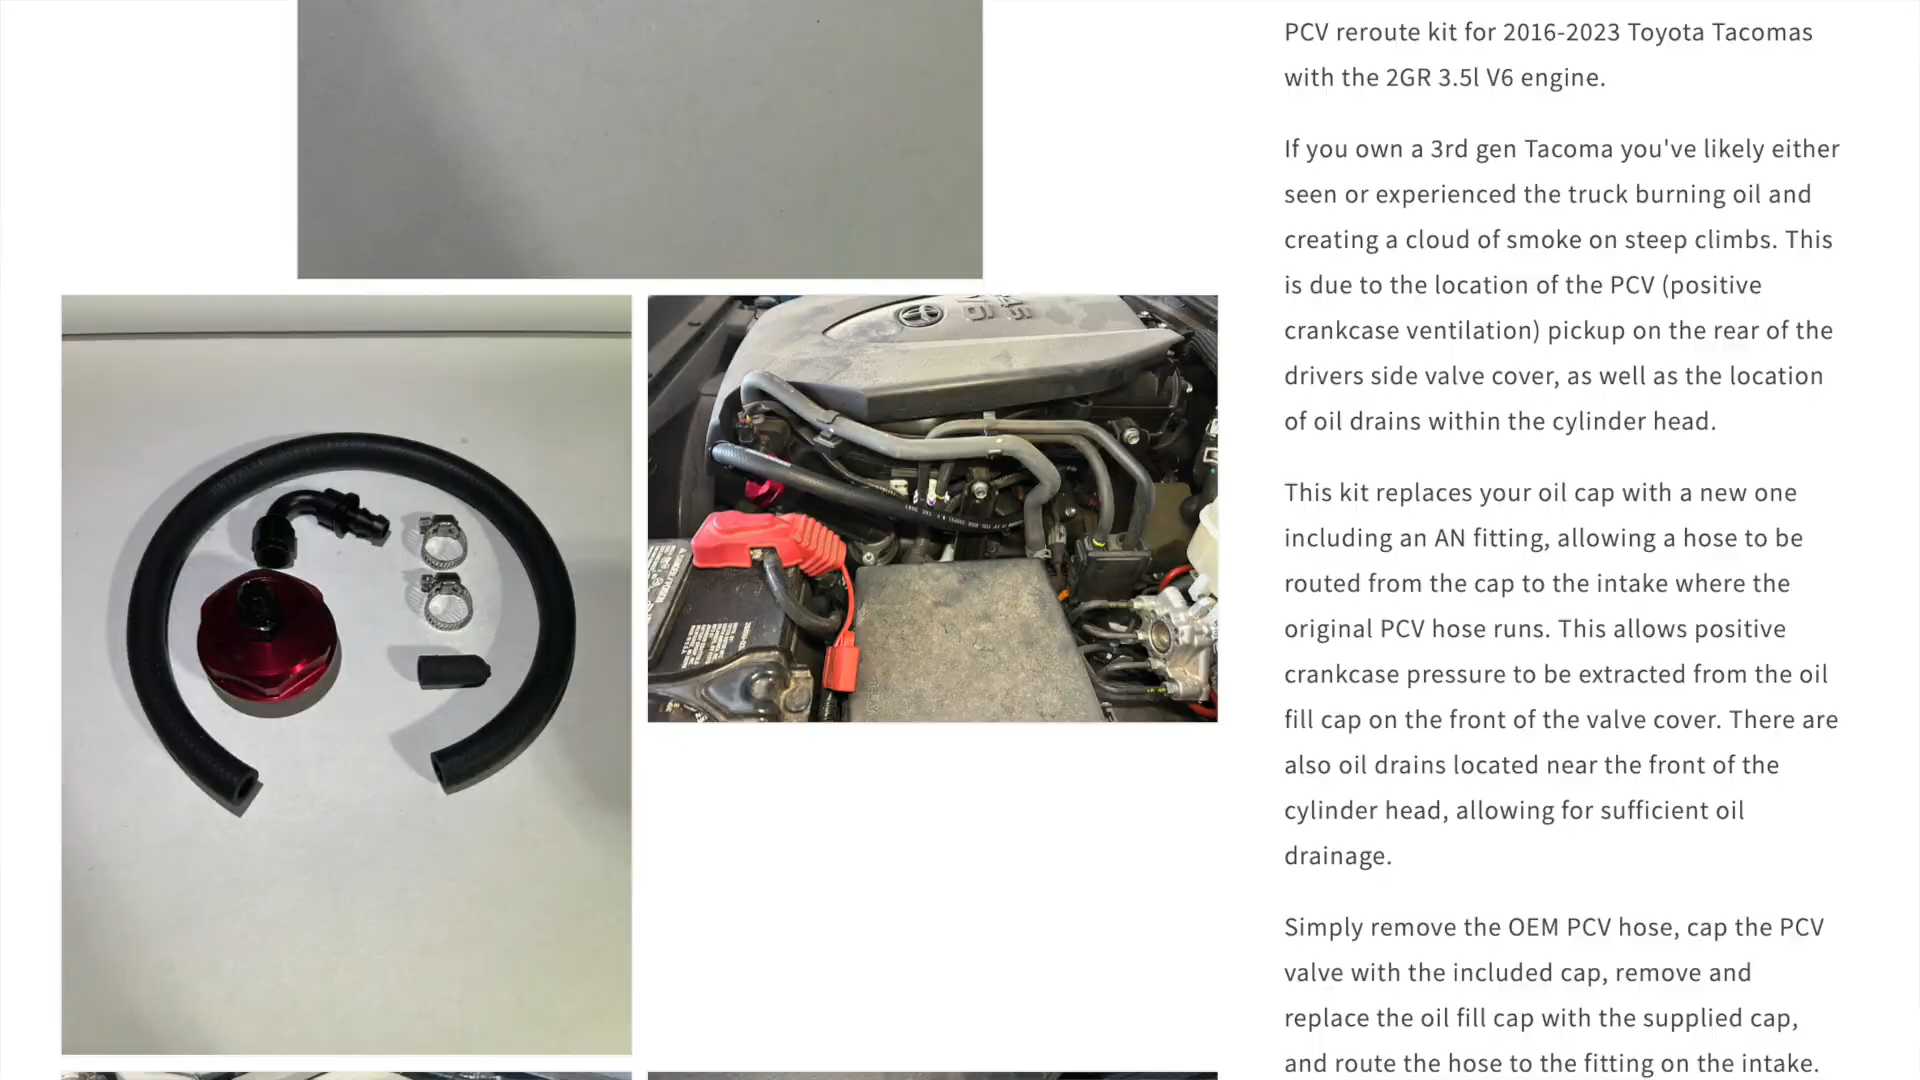 PCV reroute kit for 2016-2023 Toyota Tacomas
with the 2GR 3.5l V6 engine.
If you own a 3rd gen Tacoma you've likely either
seen or experienced the truck burning oil and
creating a cloud of smoke on steep climbs. This
is due to the location of the PCV (positive
crankcase ventilation) pickup on the rear of the
drivers side valve cover, as well as the location
of oil drains within the cylinder head.
This kit replaces your oil cap with a new one
including an AN fitting, allowing a hose to be
routed from the cap to the intake where the
original PCV hose runs. This allows positive
crankcase pressure to be extracted from the oil
fill cap on the front of the valve cover. There are
also oil drains located near the front of the
cylinder head, allowing for sufficient oil
drainage.
Simply remove the OEM PCV hose, cap the PCV
valve with the included cap, remove and
replace the oil fill cap with the supplied cap,
and route the hose to the fitting on the intake.
V6